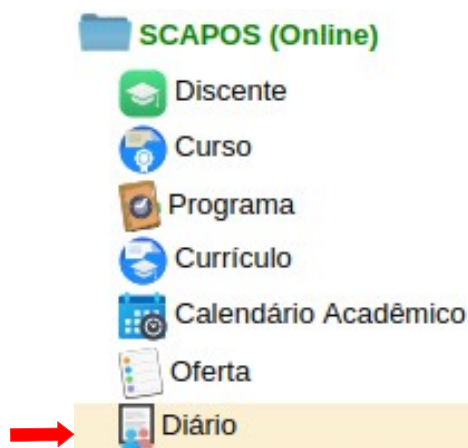 SCAPOS (Online)
Discente
Curso
Programa
Currículo
Calendário Acadêmico
Oferta
Diário